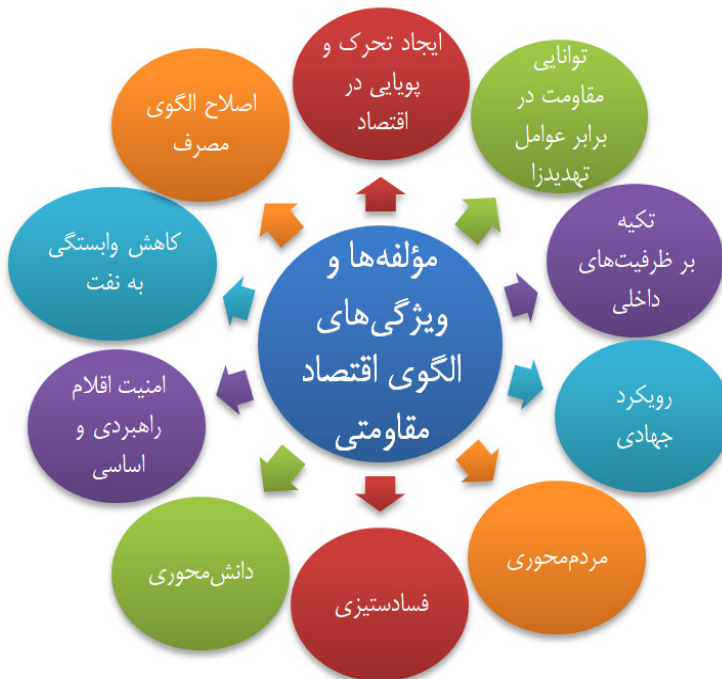 مؤلفه‌ها و
ویژگی‌های
الگوی اقتصاد
مقاومتی
ایجاد تحرک و
پویایی در
اقتصاد
توانایی
مقاومت در
برابر عوامل
تهدیدزا
تکیه
بر ظرفیت‌های
داخلی
رویکرد
جهادی
مردم‌محوری
فسادستیزی
دانش‌محوری
امنیت اقلام
راهبردی و
اساسی
کاهش وابستگی
به نفت
اصلاح الگوی
مصرف